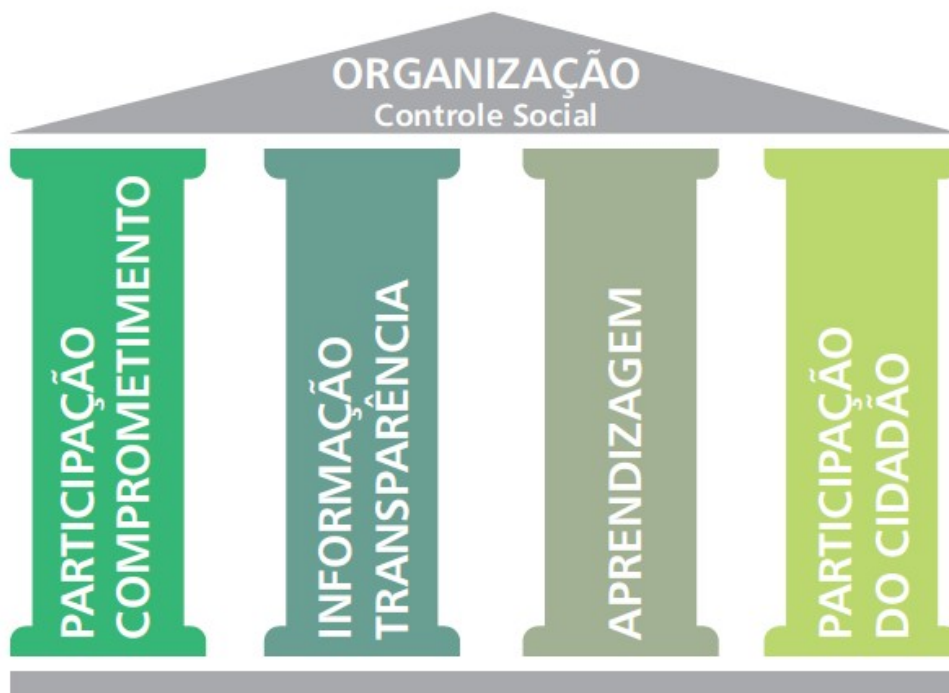 ORGANIZAÇÃO
Controle Social
PARTICIPAÇÃO
COMPROMETIMENTO
INFORMAÇÃO
TRANSPARÊNCIA
APRENDIZAGEM
PARTICIPAÇÃO
DO CIDADÃO